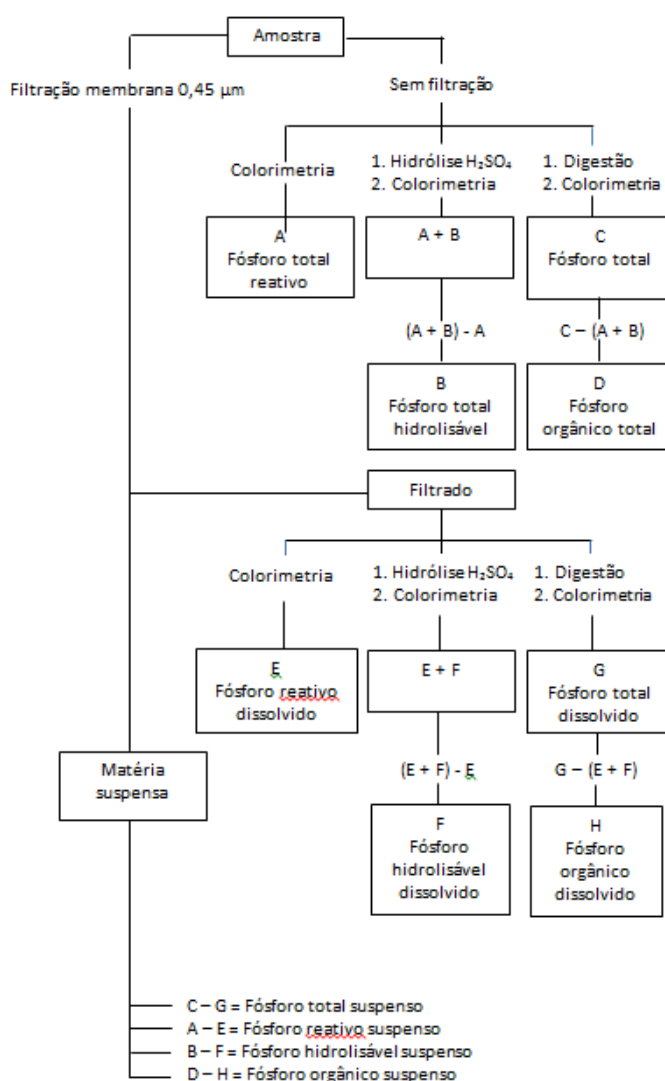 Amostra
Filtração membrana 0,45 µm
Sem filtração
Colorimetria
1. Hidrólise H₂SO₄
2. Colorimetria
1. Digestão
2. Colorimetria
A
Fósforo total
reativo
A + B
C
Fósforo total
(A + B) - A
C – (A + B)
B
Fósforo total
hidrolisável
D
Fósforo
orgânico total
Filtrado
Colorimetria
1. Hidrólise H₂SO₄
2. Colorimetria
1. Digestão
2. Colorimetria
E
Fósforo reativo
dissolvido
E + F
G
Fósforo total
dissolvido
Matéria
suspensa
(E + F) - E
G – (E + F)
F
Fósforo
hidrolisável
dissolvido
H
Fósforo
orgânico
dissolvido
C – G = Fósforo total suspenso
A – E = Fósforo reativo suspenso
B – F = Fósforo hidrolisável suspenso
D – H = Fósforo orgânico suspenso